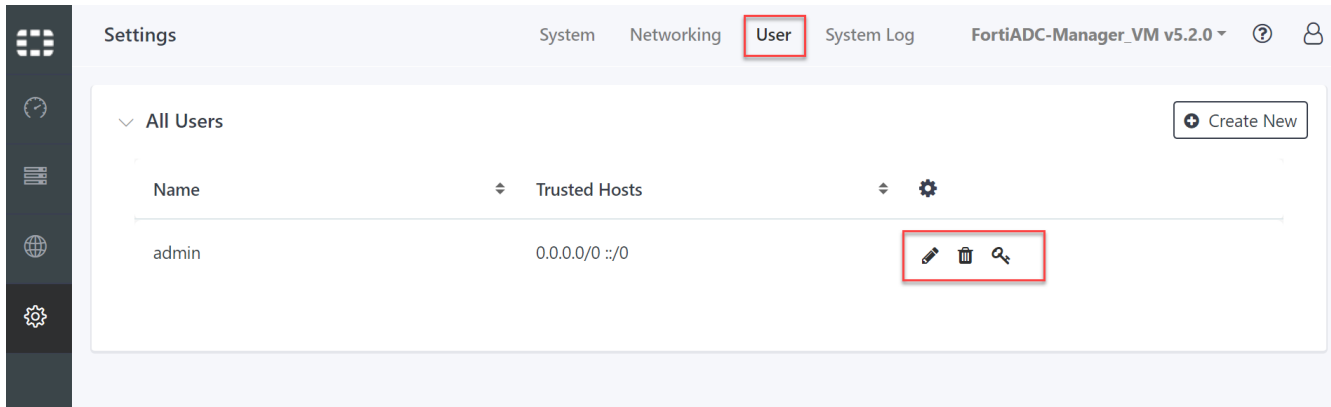 Settings System Networking User System Log FortiADC-Manager_VM v5.2.0
All Users Create New
Name Trusted Hosts
admin 0.0.0.0/0 ::/0